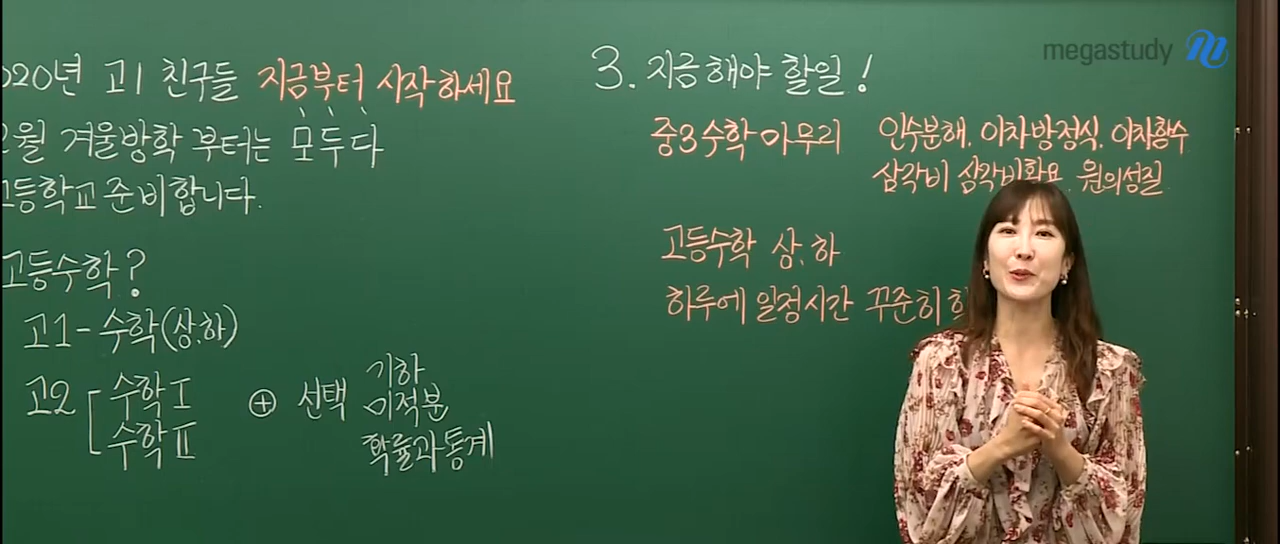 megastudy
020년 고1 친구들 지금부터 시작하세요
2월 겨울방학 부터는 모두다
고등학교 준비합니다.
고등수학?
고1 - 수학(상.하)
고2 수학Ⅰ
수학Ⅱ
⊕ 선택 기하
미적분
확률과통계
3. 지금해야 할일!
중3수학 마무리 인수분해, 이차방정식, 이차함수
삼각비 삼각비활용, 원의성질
고등수학 상, 하
하루에 일정시간 꾸준히